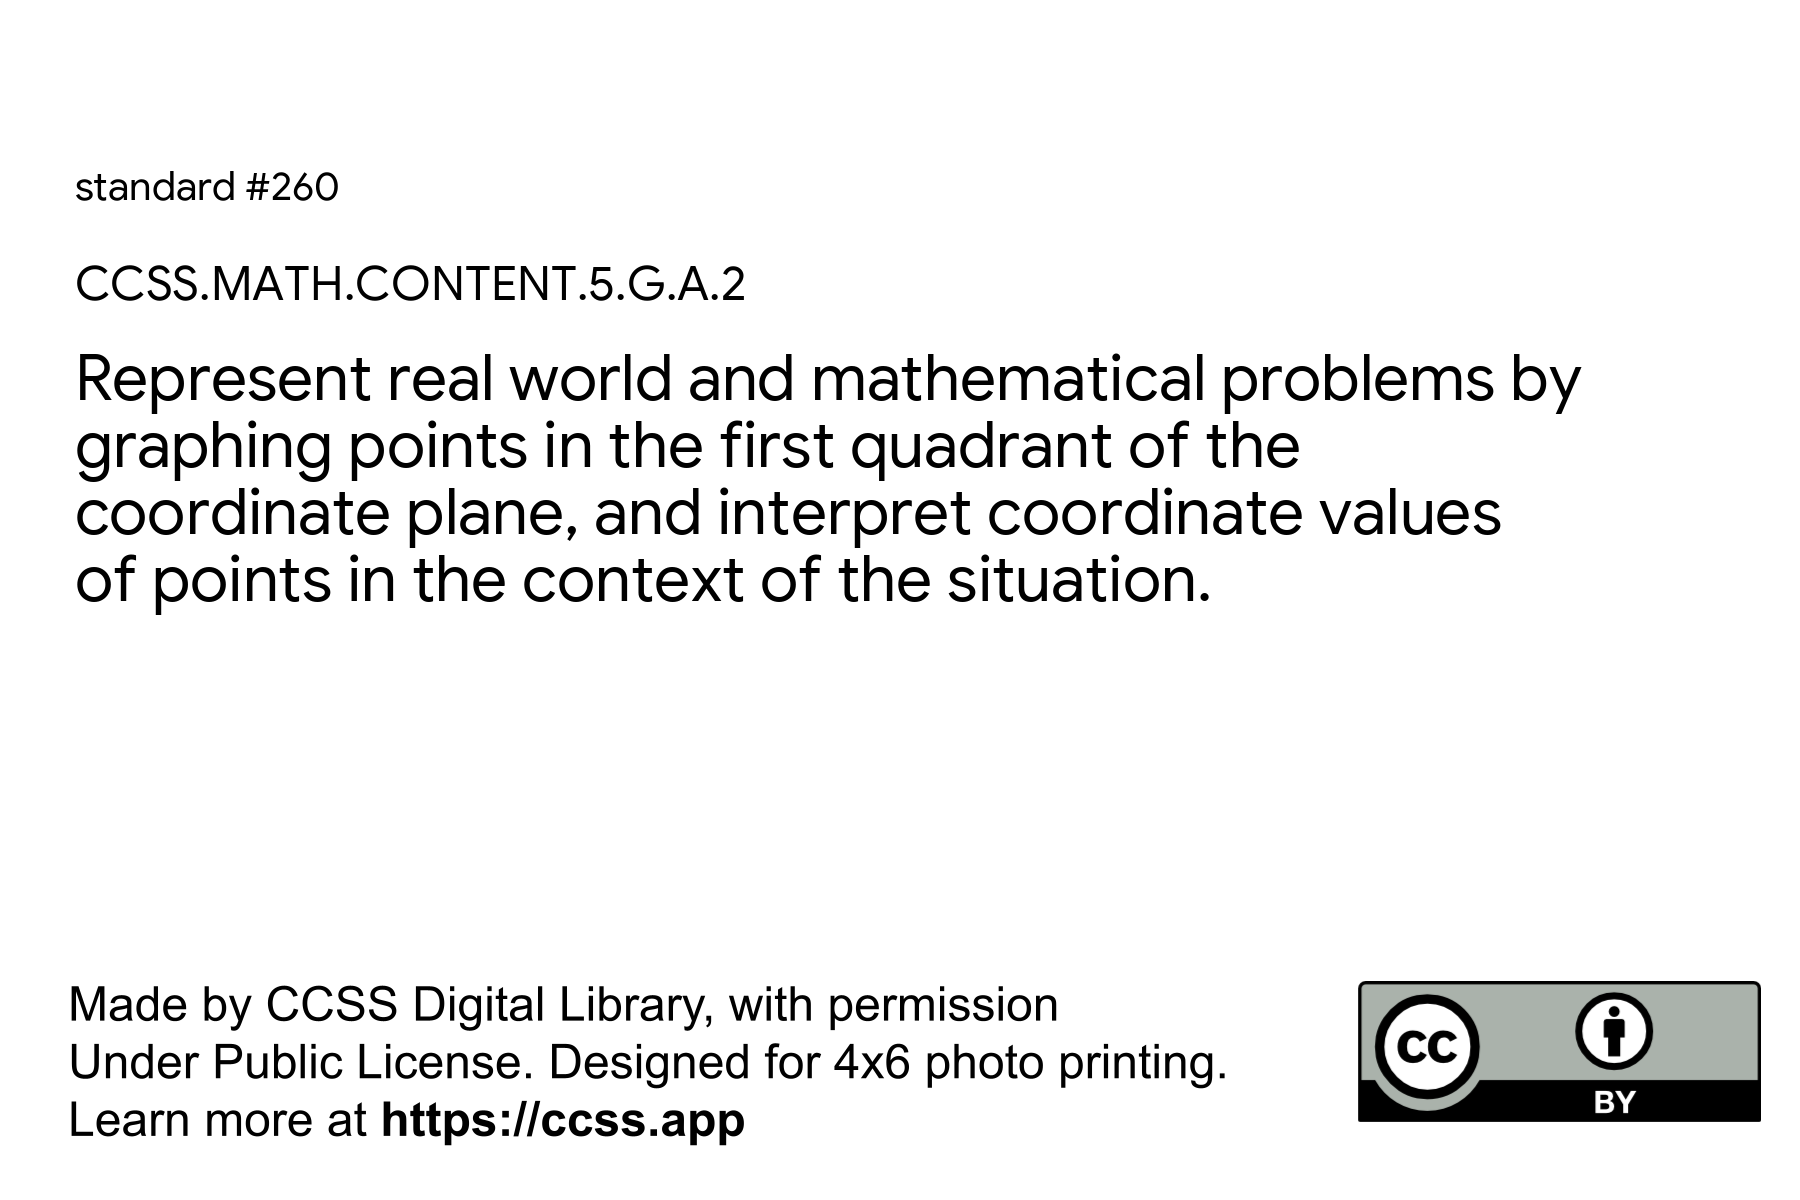 standard #260
CCSS.MATH.CONTENT.5.G.A.2
Represent real world and mathematical problems by
graphing points in the first quadrant of the
coordinate plane, and interpret coordinate values
of points in the context of the situation.
Made by CCSS Digital Library, with permission
Under Public License. Designed for 4x6 photo printing.
Learn more at https://ccss.app
cc
BY